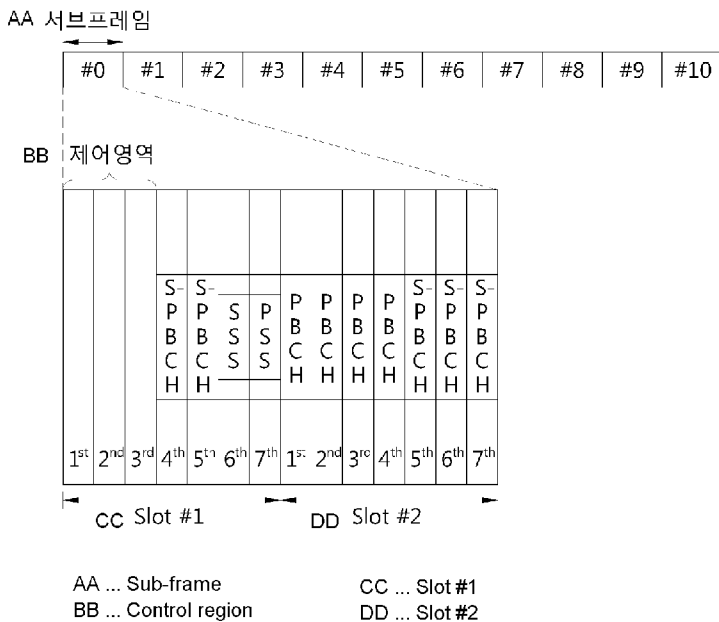 AA 서브프레임
#0 #1 #2 #3 #4 #5 #6 #7 #8 #9 #10
BB 제어영역
S-PBCH S-PBCH SSS PSS PBCH PBCH PBCH PBCH S-PBCH S-PBCH S-PBCH
1st 2nd 3rd 4th 5th 6th 7th 1st 2nd 3rd 4th 5th 6th 7th
CC Slot #1 DD Slot #2
AA ... Sub-frame CC ... Slot #1
BB ... Control region DD ... Slot #2